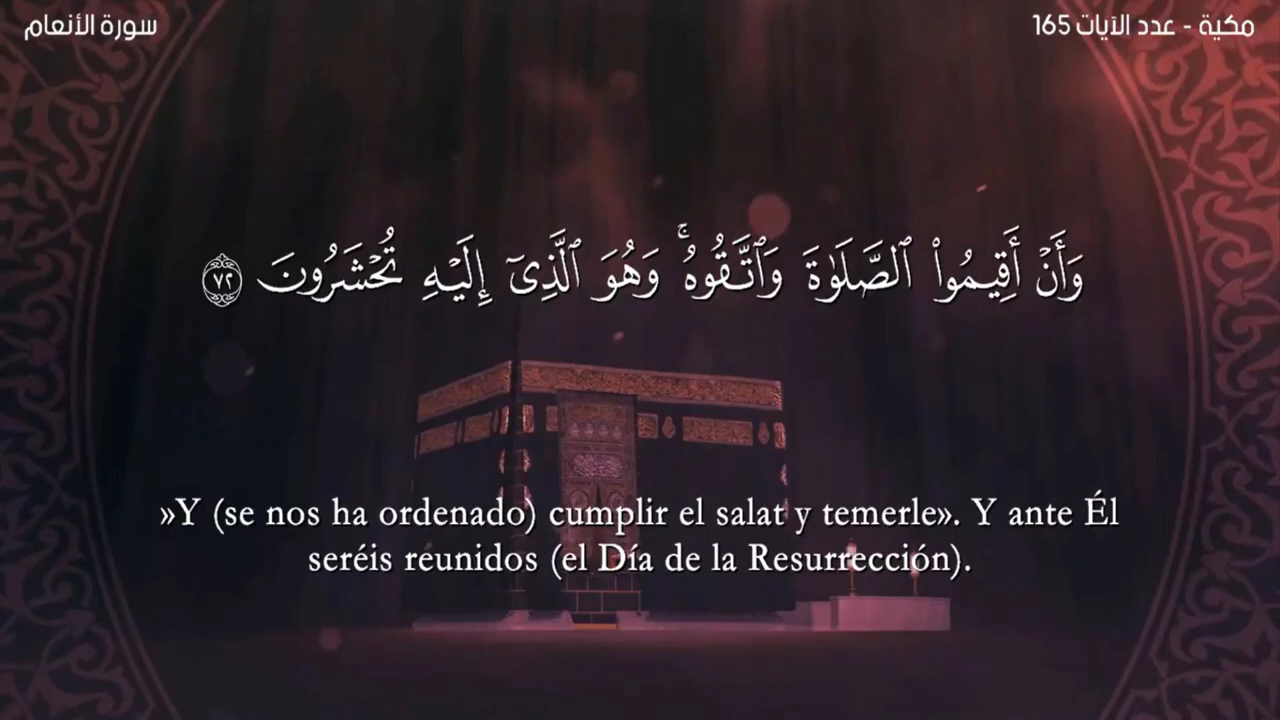 سورة الأنعام
مكية - عدد الآيات 165
وَأَنْ أَقِيمُوا۟ ٱلصَّلَوٰةَ وَٱتَّقُوهُ ۚ وَهُوَ ٱلَّذِىٓ إِلَيْهِ تُحْشَرُونَ ٧٢
»Y (se nos ha ordenado) cumplir el salat y temerle». Y ante Él
seréis reunidos (el Día de la Resurrección).